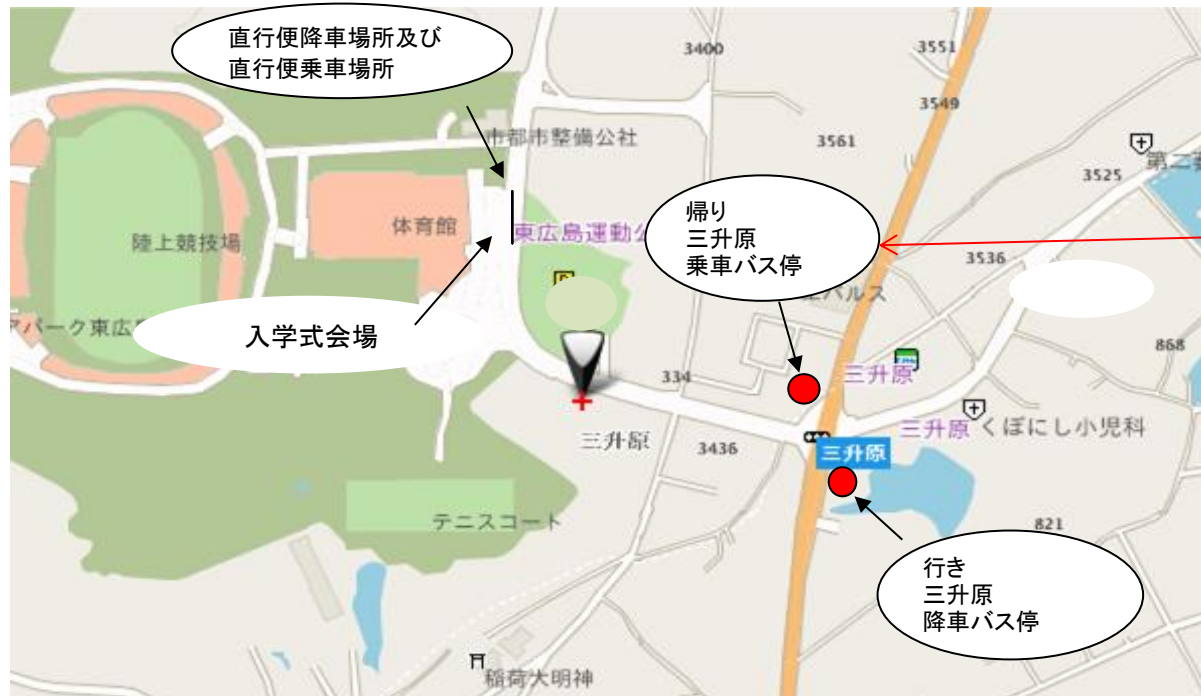 直行便降車場所及び
直行便乗車場所
3400
3551
3549
市都市整備公社
3561
3525
帰り
三升原
乗車バス停
体育館
東広島運動公
陸上競技場
3536
入学式会場
パーク東広島
バルス
868
334
三升原
三升原
三升原
くぼにし小児科
3436
三升原
テニスコート
821
行き
三升原
降車バス停
稲荷大明神